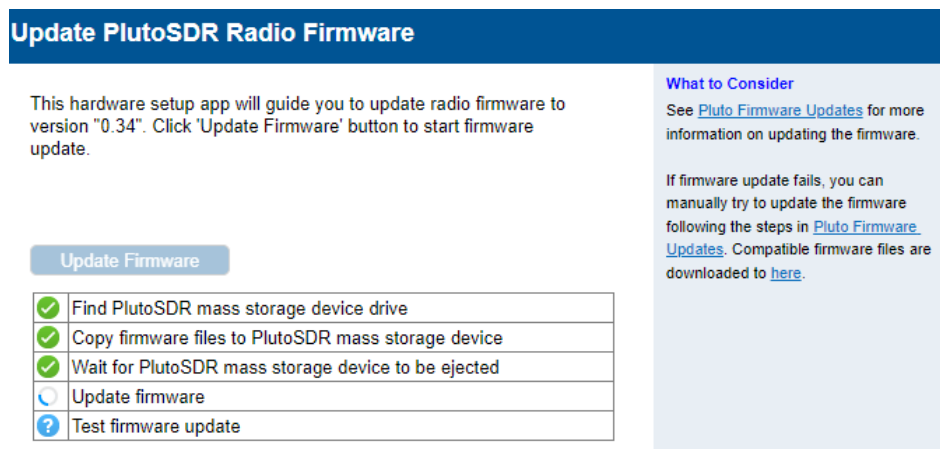 Update PlutoSDR Radio Firmware
This hardware setup app will guide you to update radio firmware to
version "0.34". Click 'Update Firmware' button to start firmware
update.
Update Firmware
Find PlutoSDR mass storage device drive
Copy firmware files to PlutoSDR mass storage device
Wait for PlutoSDR mass storage device to be ejected
Update firmware
? Test firmware update
What to Consider
See Pluto Firmware Updates for more
information on updating the firmware.
If firmware update fails, you can
manually try to update the firmware
following the steps in Pluto Firmware
Updates. Compatible firmware files are
downloaded to here.